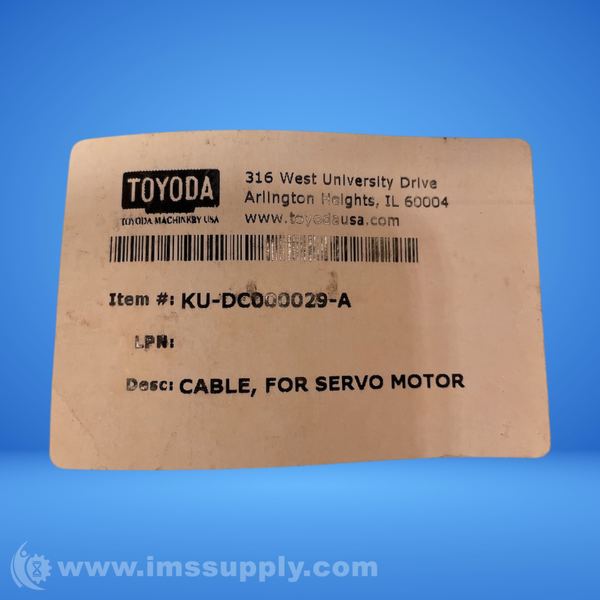 TOYODA
TOYODA MACHINERY USA
316 West University Drive
Arlington Heights, IL 60004
www.toyodausa.com
Item #: KU-DC000029-A
LPN:
Desc: CABLE, FOR SERVO MOTOR
www.imssupply.com